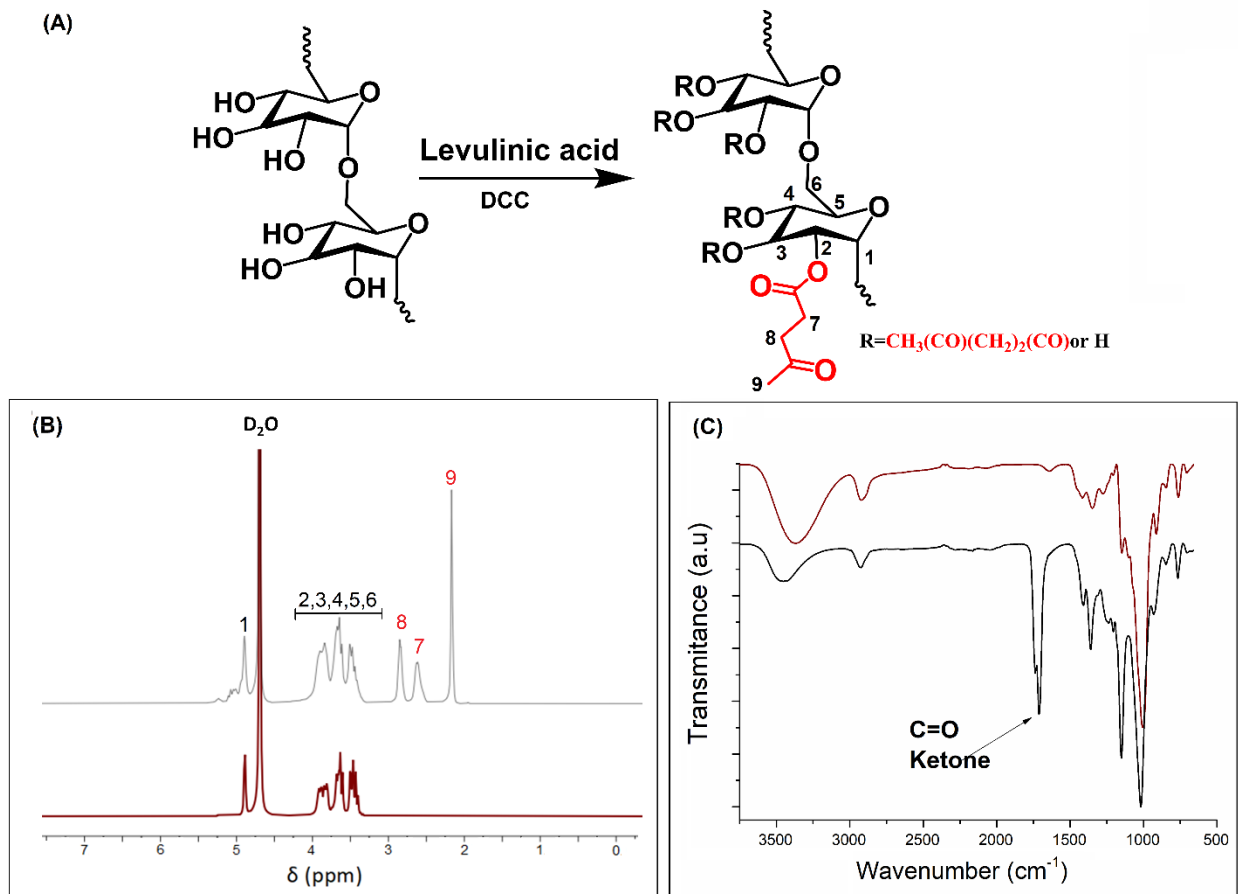 (A)
HO
O
HO
HO
O
HO
O
HO
OH
Levulinic acid
DCC
RO
O
RO
RO
O
6
4
5
RO
O
RO
3
2
1
O
O
7
8
O
9
R=CH3(CO)(CH2)2(CO)or H
(B)
D2O
9
2,3,4,5,6
1
8
7
7 6 5 4 3 2 1 0
δ (ppm)
(C)
Transmitance (a.u)
C=O
Ketone
3500 3000 2500 2000 1500 1000 500
Wavenumber (cm-1)